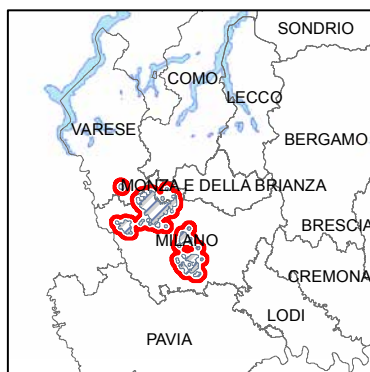 SONDRIO
COMO
LECCO
VARESE
BERGAMO
MONZA E DELLA BRIANZA
BRESCIA
MILANO
CREMONA
LODI
PAVIA